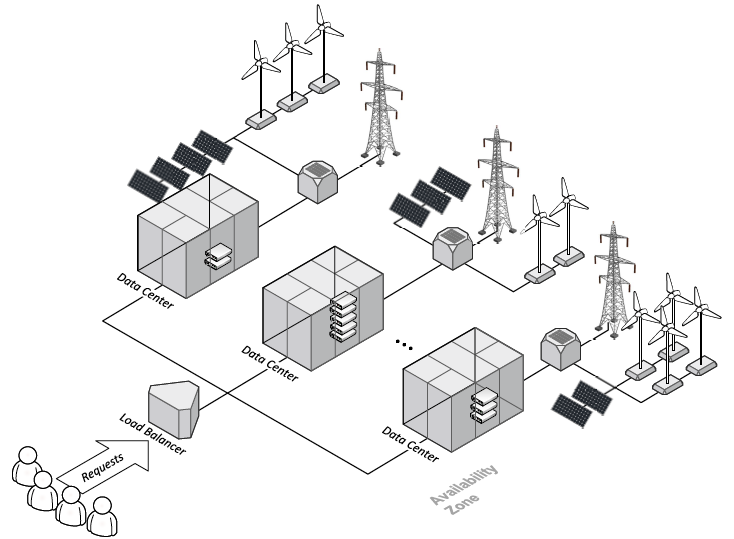 Data Center
Data Center
Data Center
Load Balancer
Requests
Availability
Zone